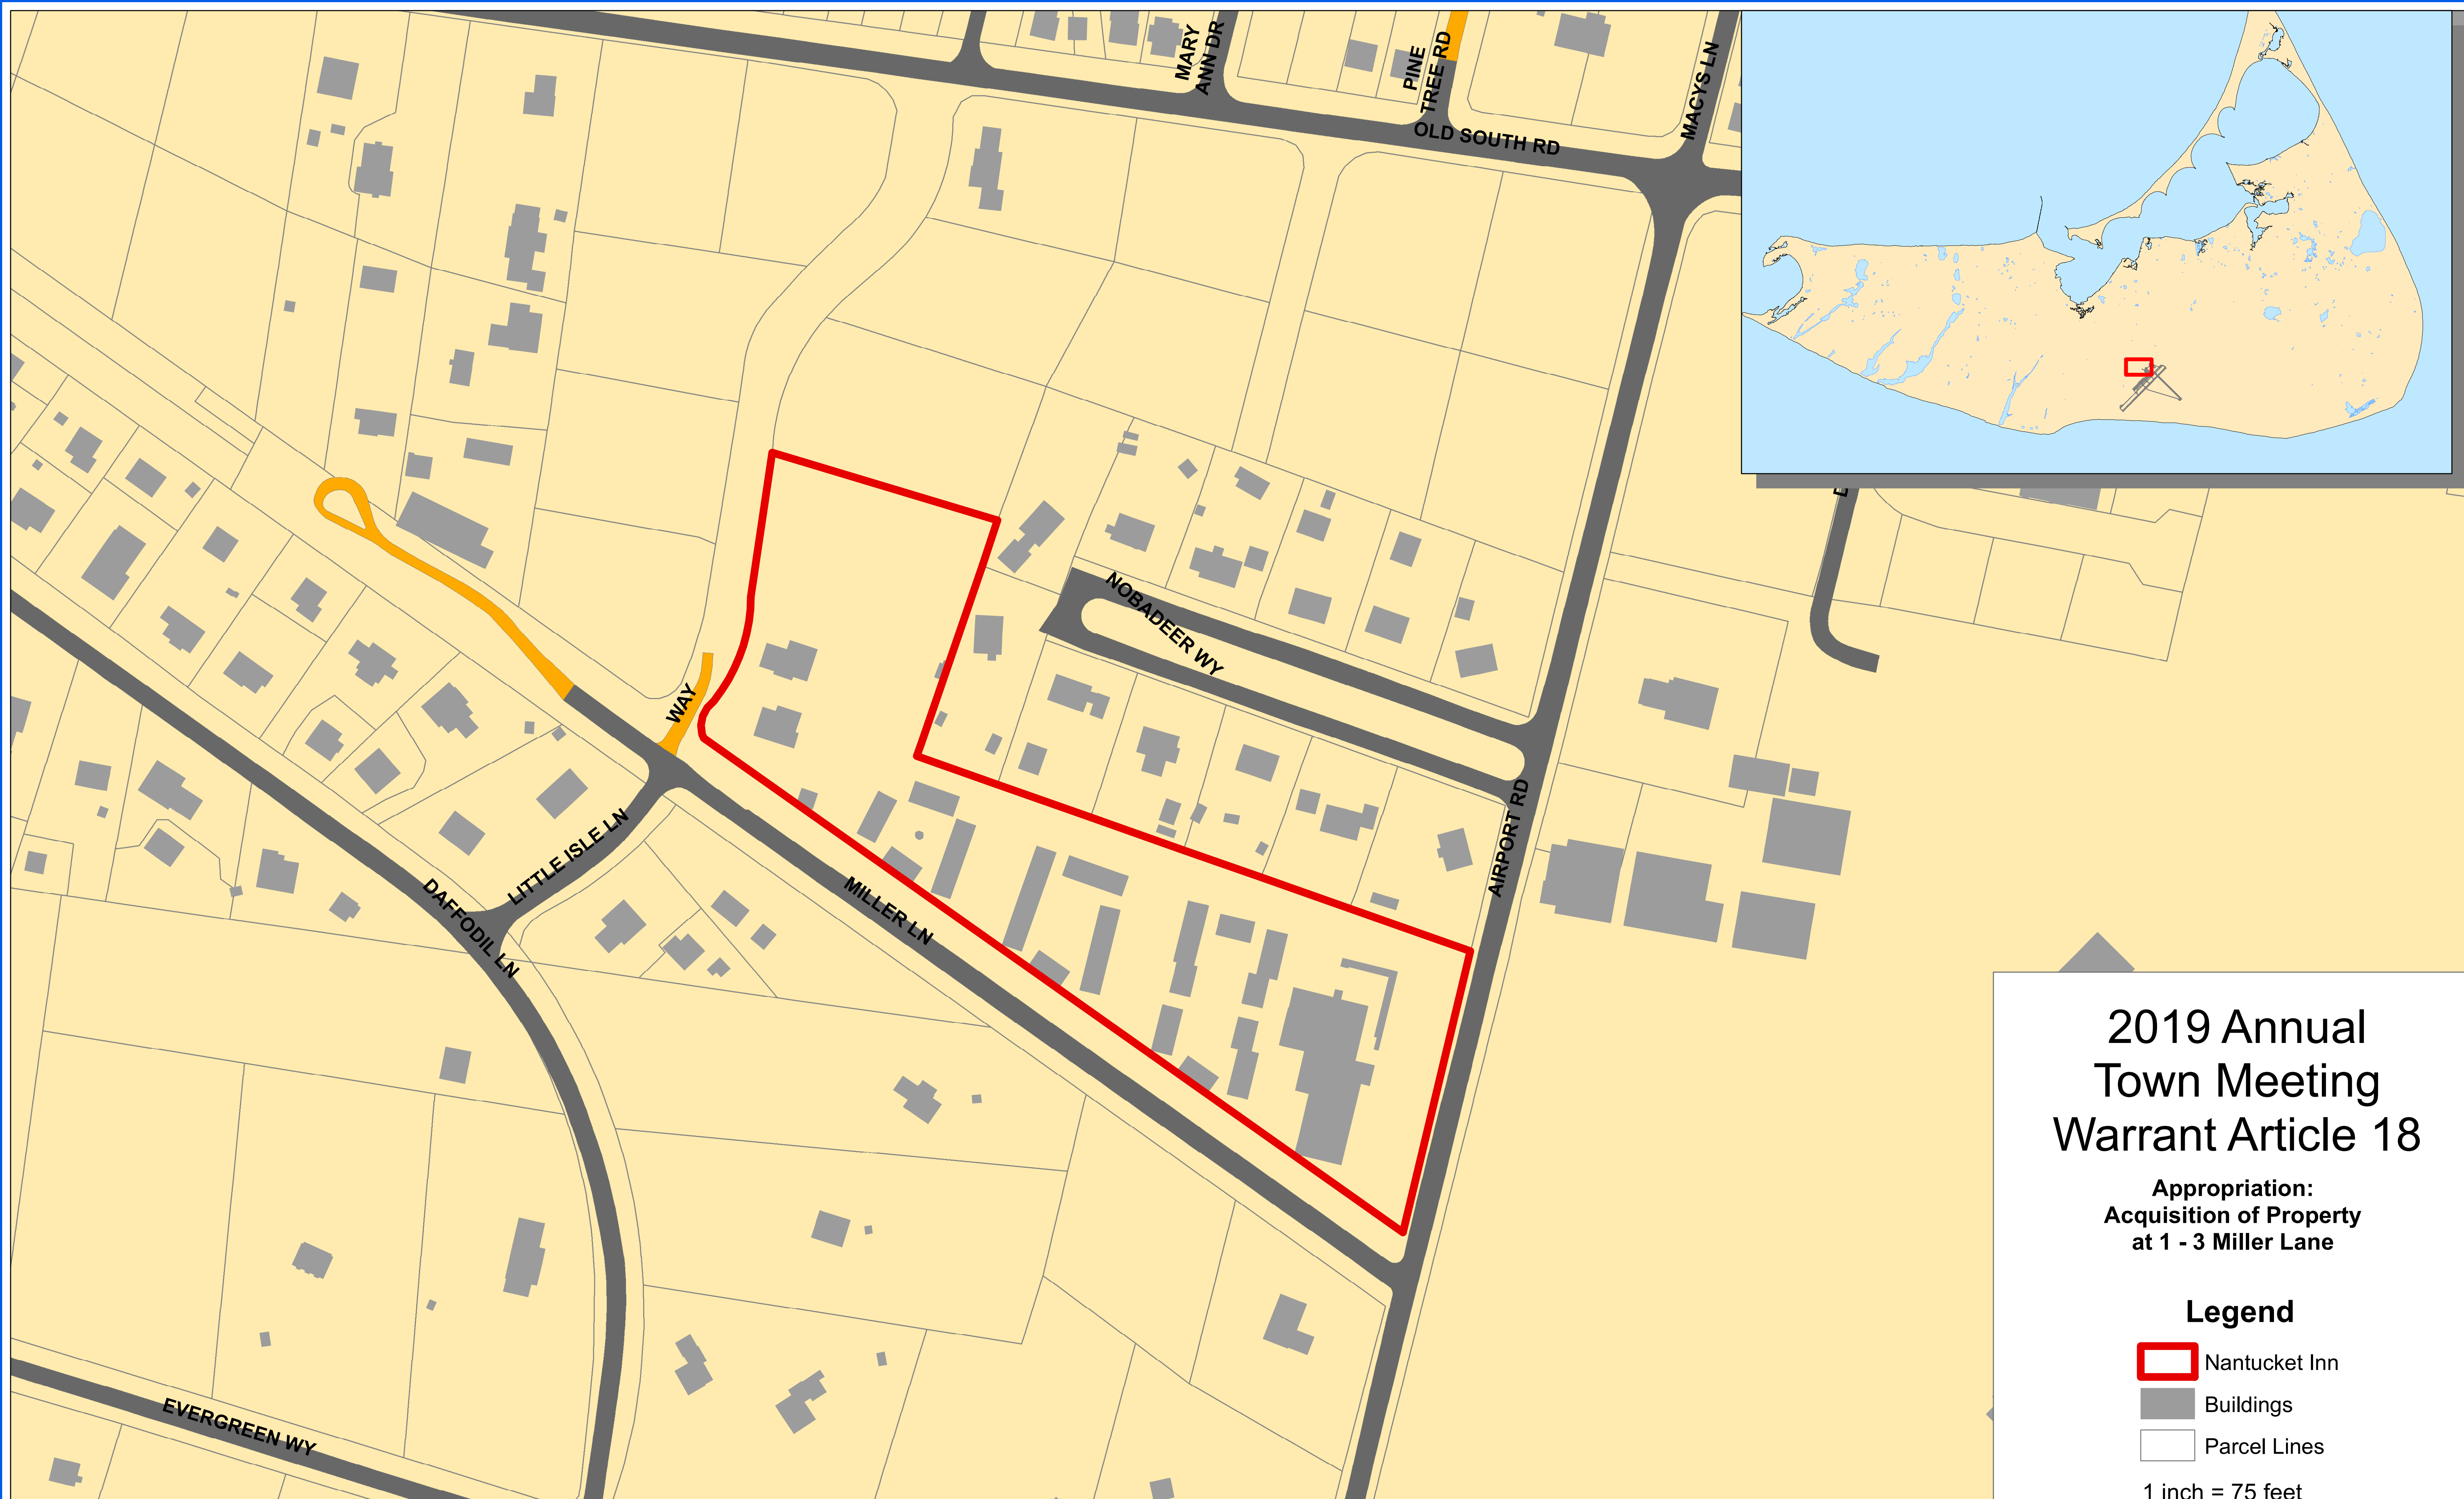 MARY
ANN DR
PINE
TREE RD
MACYS LN
OLD SOUTH RD
NOBADEER WY
WAY
AIRPORT RD
LITTLE ISLE LN
MILLER LN
DAFFODIL LN
EVERGREEN WY
2019 Annual
Town Meeting
Warrant Article 18
Appropriation:
Acquisition of Property
at 1 - 3 Miller Lane
Legend
Nantucket Inn
Buildings
Parcel Lines
1 inch = 75 feet